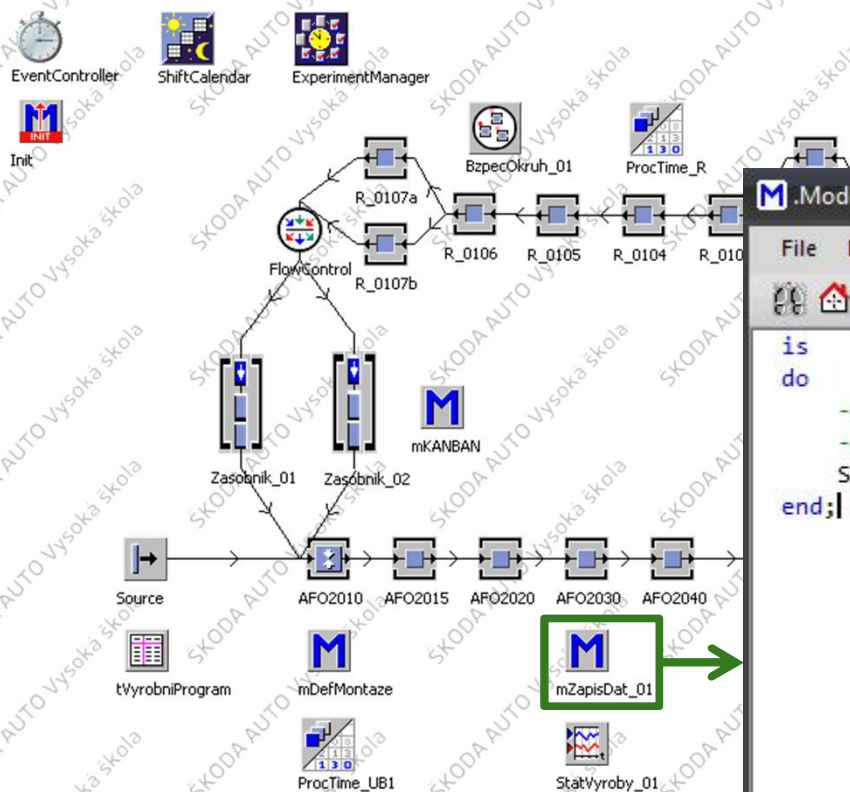 EventController
ShiftCalendar
ExperimentManager
INIT
Init
BzpecOkruh_01
ProcTime_R
R_0107a
R_0106
R_0105
R_0104
R_010
FlowControl
R_0107b
mKANBAN
Zasobnik_01
Zasobnik_02
Source
AFO2010
AFO2015
AFO2020
AFO2030
AFO2040
tVyrobniProgram
mDefMontaze
mZapisDat_01
ProcTime_UB1
StatVyroby_01
M .Mod
File
is
do
-
-
S
end;
ŠKODA AUTO Vysoká škola